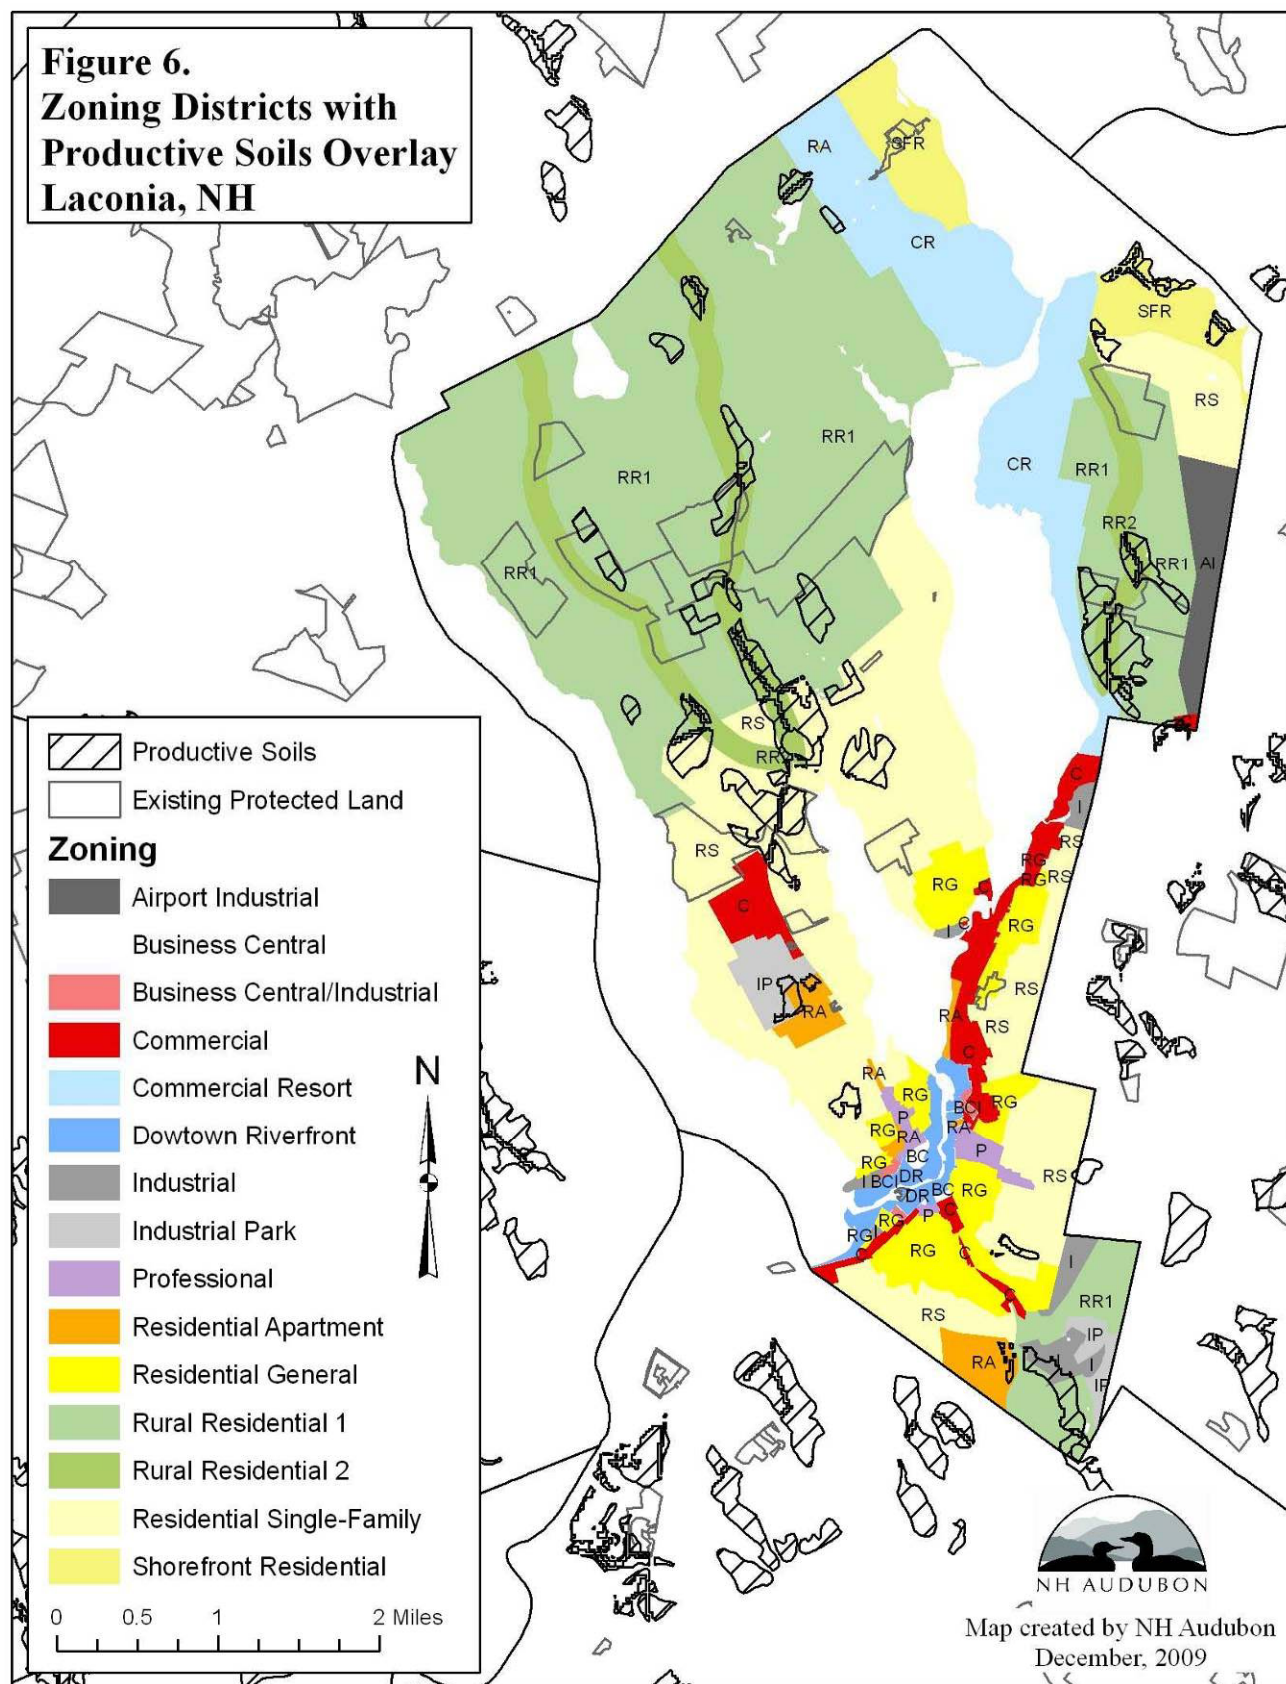 Figure 6.
Zoning Districts with
Productive Soils Overlay
Laconia, NH
RA
SFR
CR
SFR
RS
RR1
CR
RR1
RR1
RR2
RR1
AI
RR1
RS
C
I
RS
RG
RG
RS
RS
RG
C
I
RG
C
IP
RA
RS
RA
RS
C
RA
RG
BCI
RG
P
RA
RG
RA
P
BC
RG
RS
I
BCI
DR
DR
BC
RG
P
C
RG
I
RG
RG
C
C
I
C
RR1
RS
IP
RA
I
I
Productive Soils
Existing Protected Land
Zoning
Airport Industrial
Business Central
Business Central/Industrial
Commercial
Commercial Resort
Dowtown Riverfront
Industrial
Industrial Park
Professional
Residential Apartment
Residential General
Rural Residential 1
Rural Residential 2
Residential Single-Family
Shorefront Residential
0 0.5 1 2 Miles
N
NH AUDUBON
Map created by NH Audubon
December, 2009